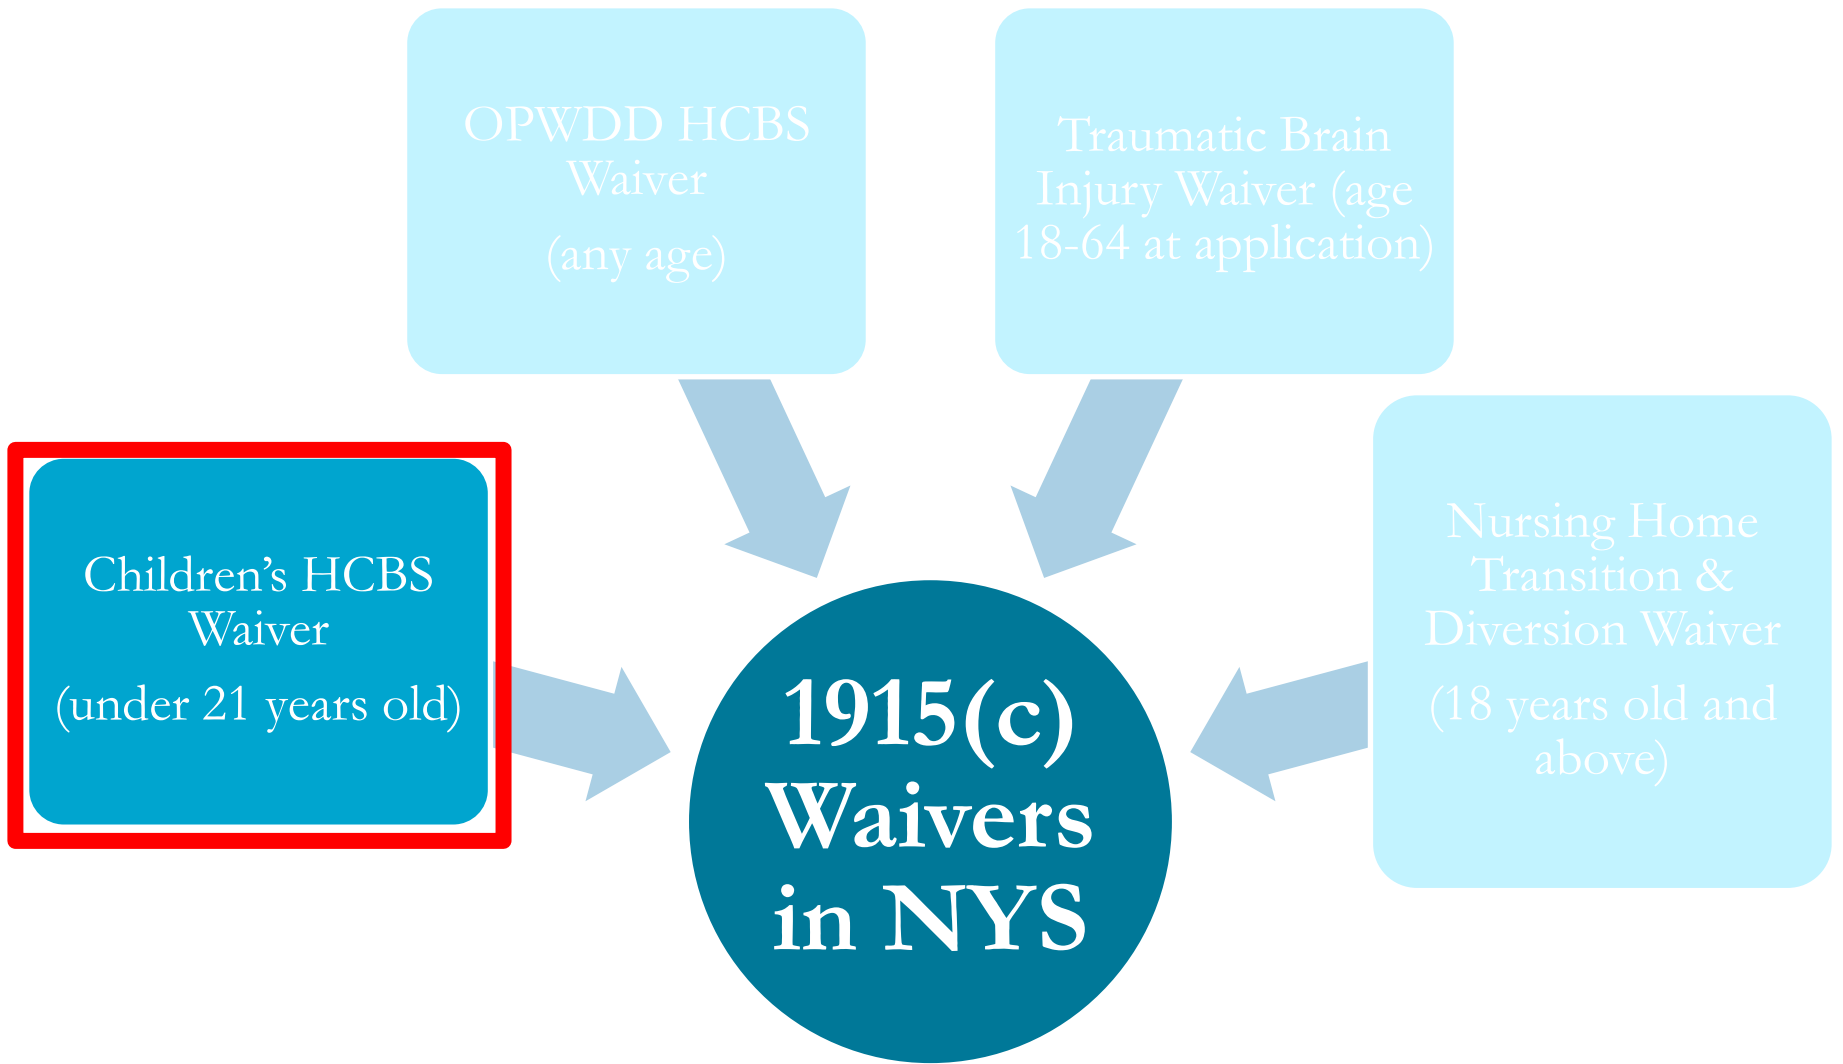 OPWDD HCBS
Waiver
(any age)
Traumatic Brain
Injury Waiver (age
18-64 at application)
Children’s HCBS
Waiver
(under 21 years old)
Nursing Home
Transition &
Diversion Waiver
(18 years old and
above)
1915(c)
Waivers
in NYS